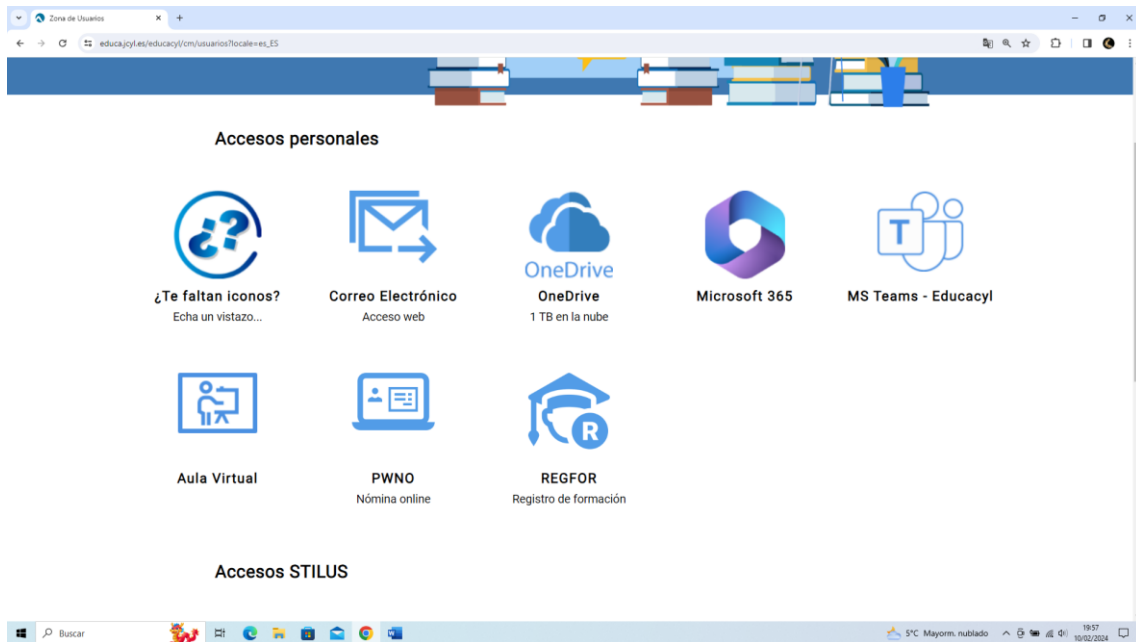 Zona de Usuarios
educa.jcyl.es/educacyl/cm/usuarios?locale=es_ES
Accesos personales
¿?
OneDrive
T
¿Te faltan iconos?
Correo Electrónico
OneDrive
Microsoft 365
MS Teams - Educacyl
Echa un vistazo...
Acceso web
1 TB en la nube
R
Aula Virtual
PWNO
REGFOR
Nómina online
Registro de formación
Accesos STILUS
Buscar
5°C Mayorm. nublado
19:57
10/02/2024